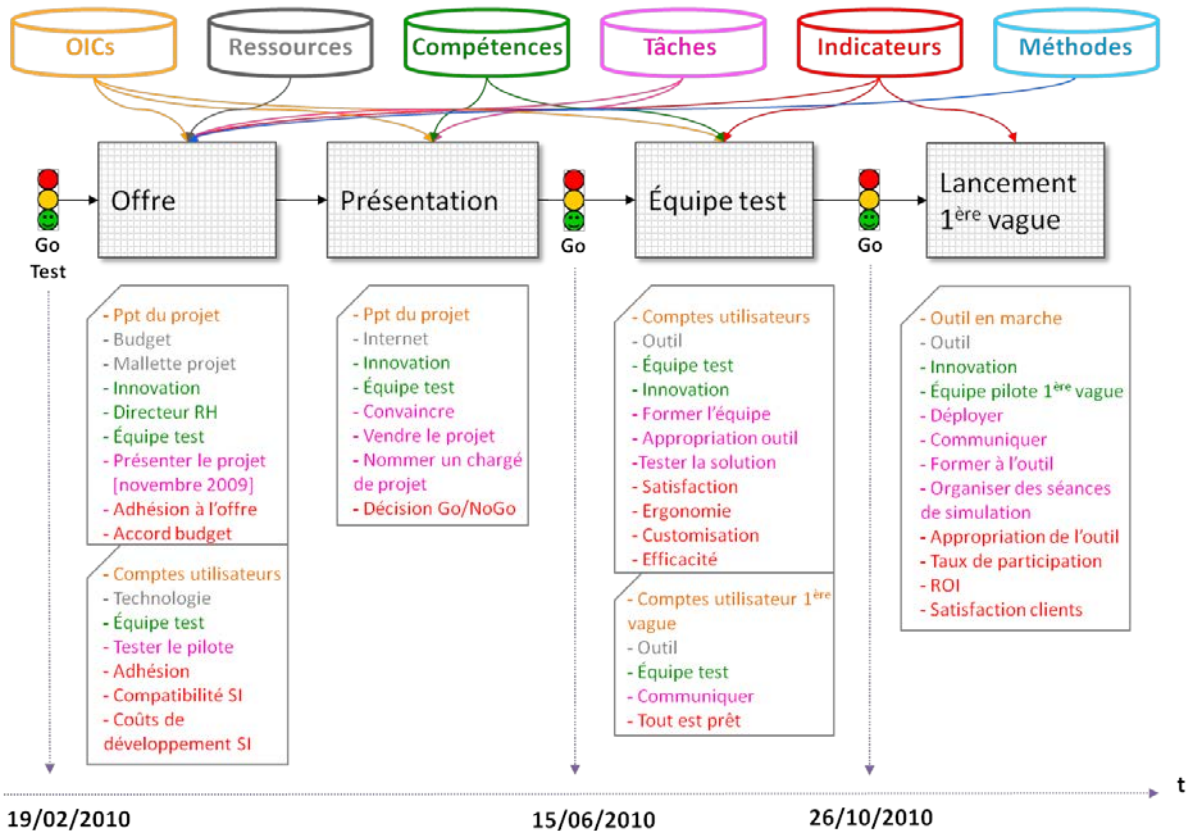 OICs
Ressources
Compétences
Tâches
Indicateurs
Méthodes
Offre
Présentation
Équipe test
Lancement
1ère vague
Go
Test
Go
Go
- Ppt du projet
- Budget
- Mallette projet
- Innovation
- Directeur RH
- Équipe test
- Présenter le projet
[novembre 2009]
- Adhésion à l'offre
- Accord budget
- Comptes utilisateurs
- Technologie
- Équipe test
- Tester le pilote
- Adhésion
- Compatibilité SI
- Coûts de
développement SI
- Ppt du projet
- Internet
- Innovation
- Équipe test
- Convaincre
- Vendre le projet
- Nommer un chargé
de projet
- Décision Go/NoGo
- Comptes utilisateurs
- Outil
- Équipe test
- Innovation
- Former l'équipe
- Appropriation outil
-Tester la solution
- Satisfaction
- Ergonomie
- Customisation
- Efficacité
- Comptes utilisateur 1ère
vague
- Outil
- Équipe test
- Communiquer
- Tout est prêt
- Outil en marche
- Outil
- Innovation
- Équipe pilote 1ère vague
- Déployer
- Communiquer
- Former à l'outil
- Organiser des séances
de simulation
- Appropriation de l'outil
- Taux de participation
- ROI
- Satisfaction clients
t
19/02/2010
15/06/2010
26/10/2010